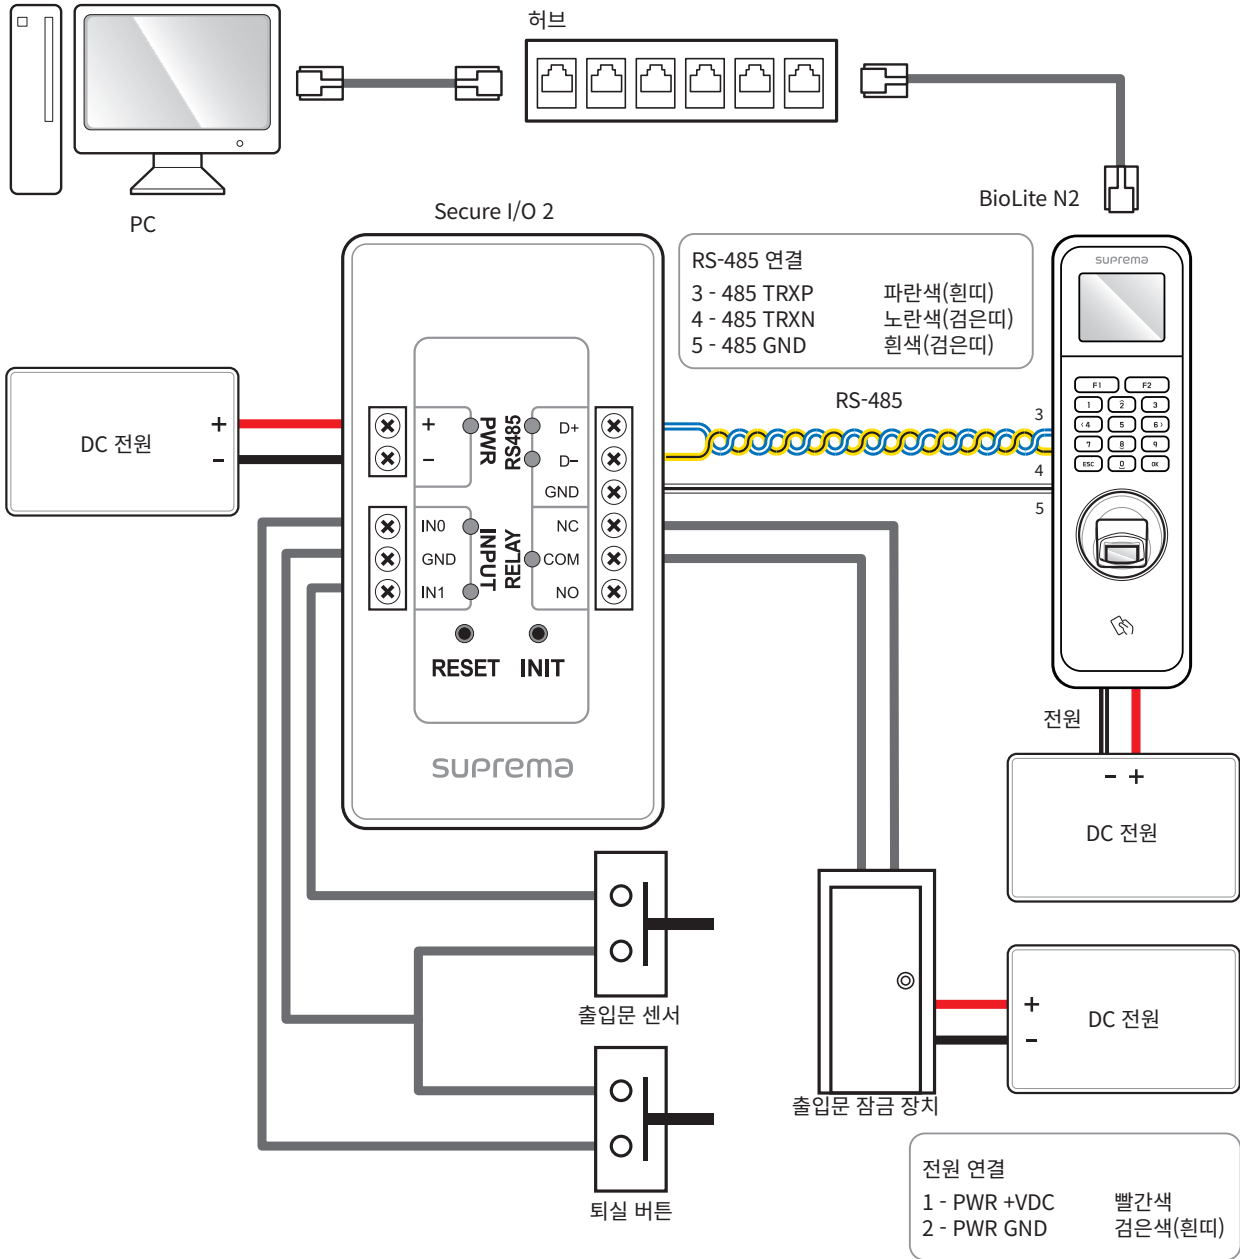 허브
PC
Secure I/O 2
BioLite N2
RS-485 연결
3 - 485 TRXP 파란색(흰띠)
4 - 485 TRXN 노란색(검은띠)
5 - 485 GND 흰색(검은띠)
suprema
F1 F2
1 2 3
4 5 6
7 8 9
ESC 0 OK
RS-485
3
4
5
DC 전원
+
−
+
−
PWR
RS485
D+
D−
GND
IN0
GND
IN1
INPUT
RELAY
NC
COM
NO
RESET INIT
suprema
전원
− +
DC 전원
출입문 센서
퇴실 버튼
출입문 잠금 장치
+
−
DC 전원
전원 연결
1 - PWR +VDC 빨간색
2 - PWR GND 검은색(흰띠)